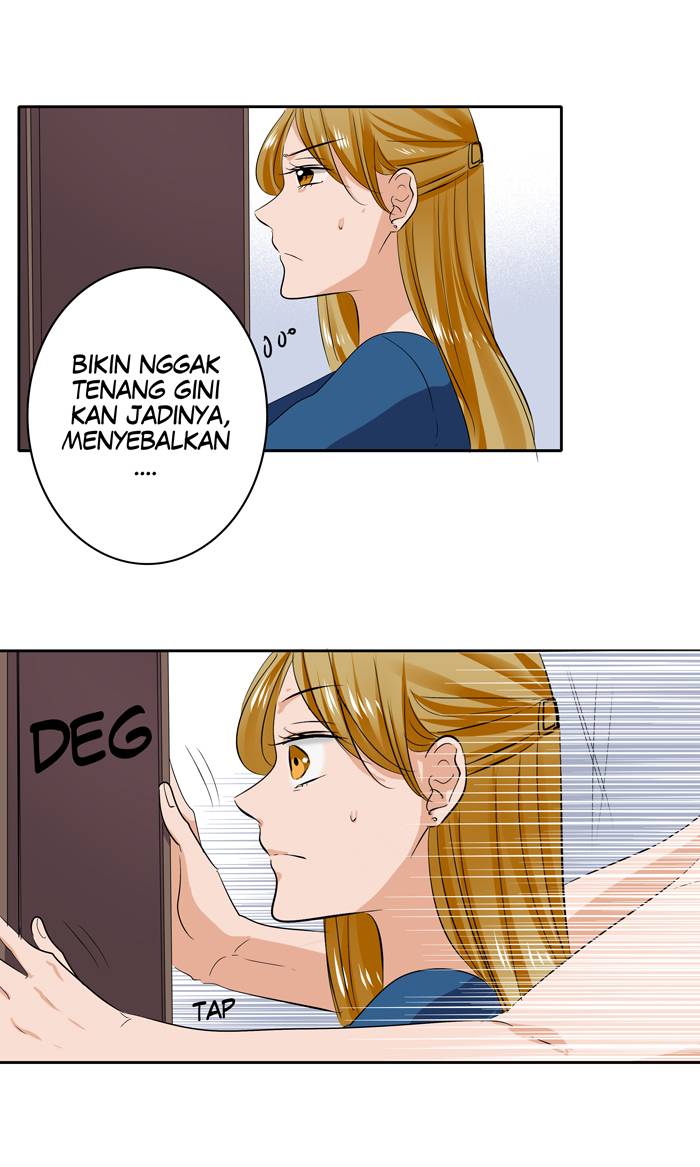 BIKIN NGGAK
TENANG GINI
KAN JADINYA,
MENYEBALKAN
....
DEG
TAP